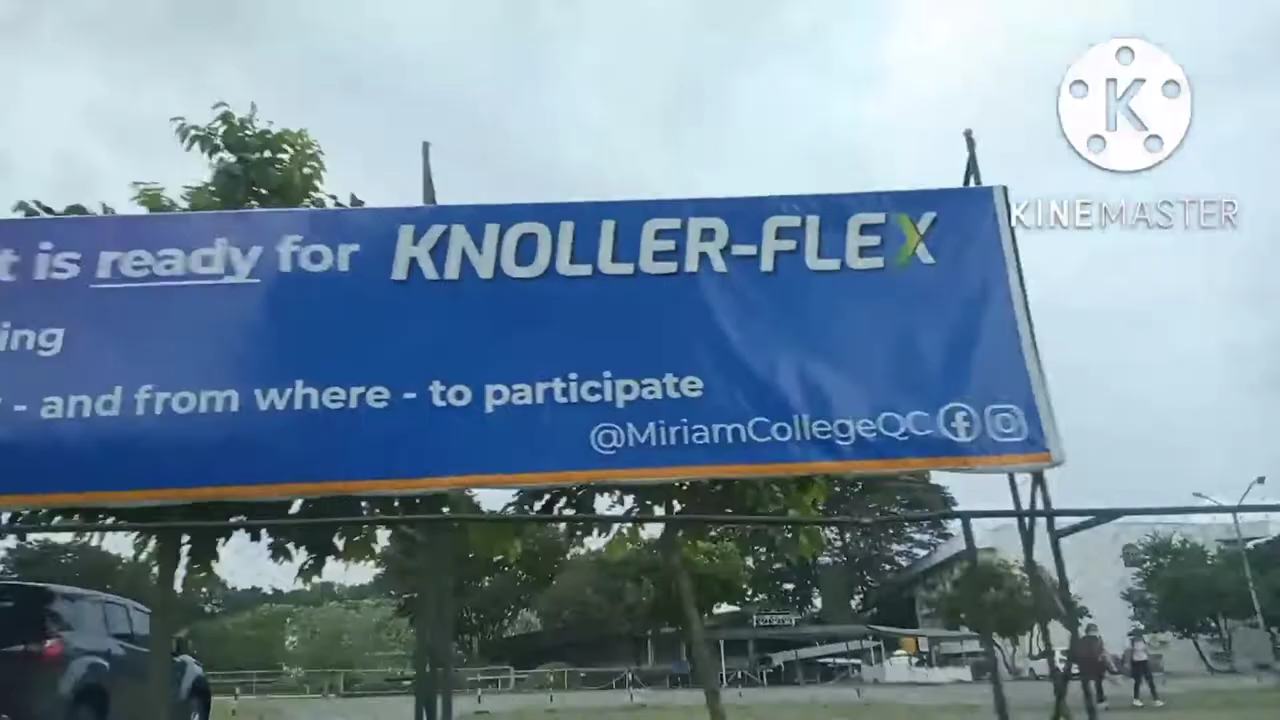 t is ready for KNOLLER-FLEX
ing
- and from where - to participate
@MiriamCollegeQC
K
KINEMASTER